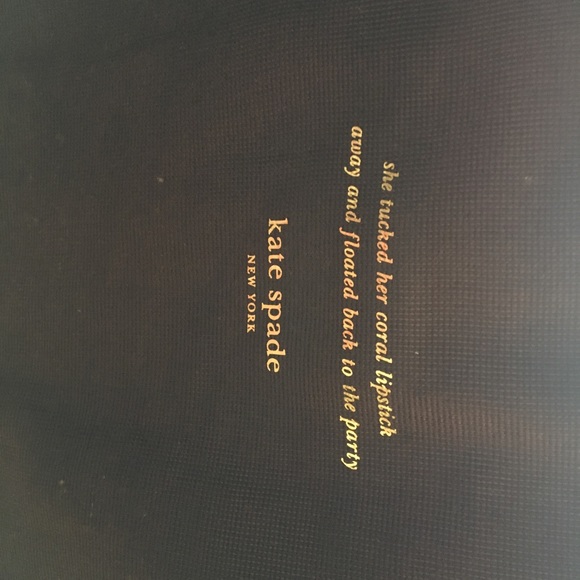 she tucked her coral lipstick
away and floated back to the party
kate spade
NEW YORK